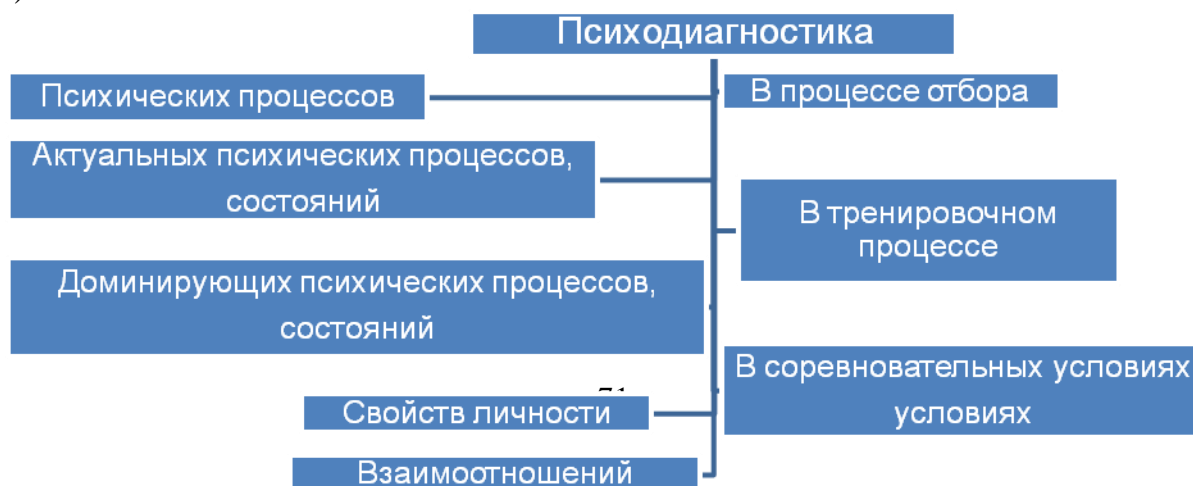 Психодиагностика
Психических процессов
В процессе отбора
Актуальных психических процессов,
состояний
В тренировочном
процессе
Доминирующих психических процессов,
состояний
В соревновательных условиях
условиях
Свойств личности
Взаимоотношений